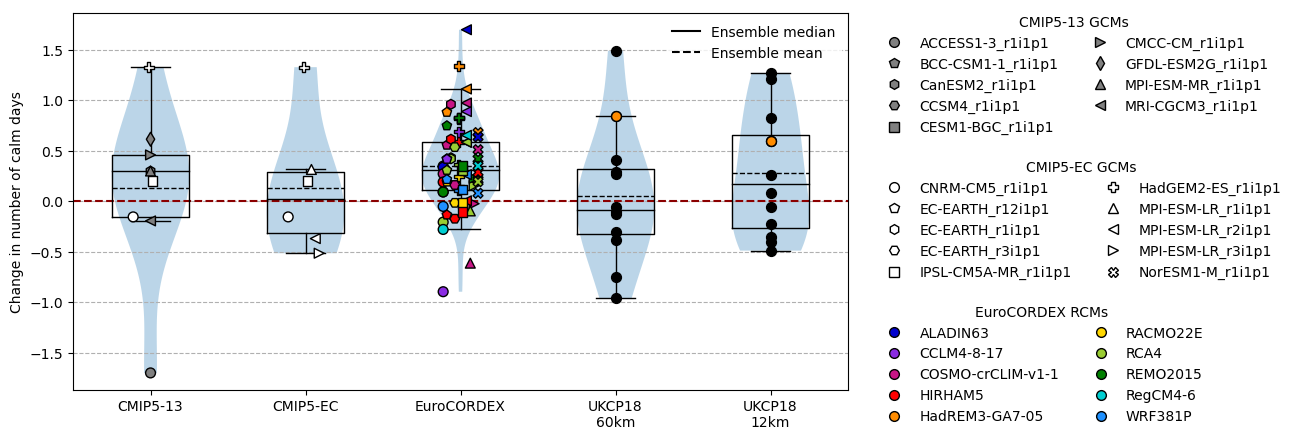 Change in number of calm days
1.5
1.0
0.5
0.0
−0.5
−1.0
−1.5
Ensemble median
Ensemble mean
CMIP5-13
CMIP5-EC
EuroCORDEX
UKCP18
60km
UKCP18
12km
CMIP5-13 GCMs
ACCESS1-3_r1i1p1
BCC-CSM1-1_r1i1p1
CanESM2_r1i1p1
CCSM4_r1i1p1
CESM1-BGC_r1i1p1
CMCC-CM_r1i1p1
GFDL-ESM2G_r1i1p1
MPI-ESM-MR_r1i1p1
MRI-CGCM3_r1i1p1
CMIP5-EC GCMs
CNRM-CM5_r1i1p1
EC-EARTH_r12i1p1
EC-EARTH_r1i1p1
EC-EARTH_r3i1p1
IPSL-CM5A-MR_r1i1p1
HadGEM2-ES_r1i1p1
MPI-ESM-LR_r1i1p1
MPI-ESM-LR_r2i1p1
MPI-ESM-LR_r3i1p1
NorESM1-M_r1i1p1
EuroCORDEX RCMs
ALADIN63
CCLM4-8-17
COSMO-crCLIM-v1-1
HIRHAM5
HadREM3-GA7-05
RACMO22E
RCA4
REMO2015
RegCM4-6
WRF381P